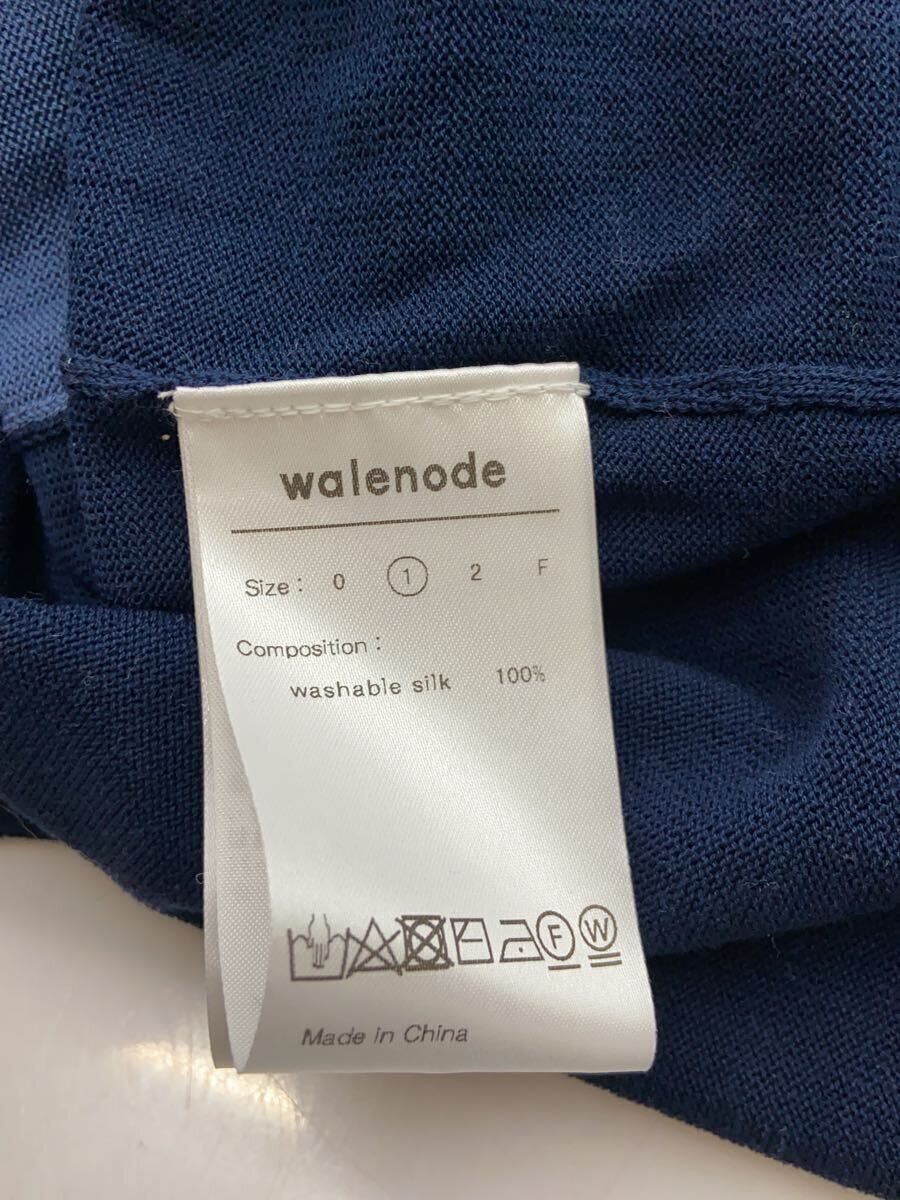 walenode
Size: 0 1 2 F
Composition:
washable silk 100%
F W
Made in China